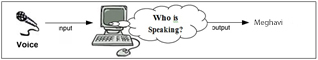 Who is
Speaking?
Input
output
Meghavi
Voice